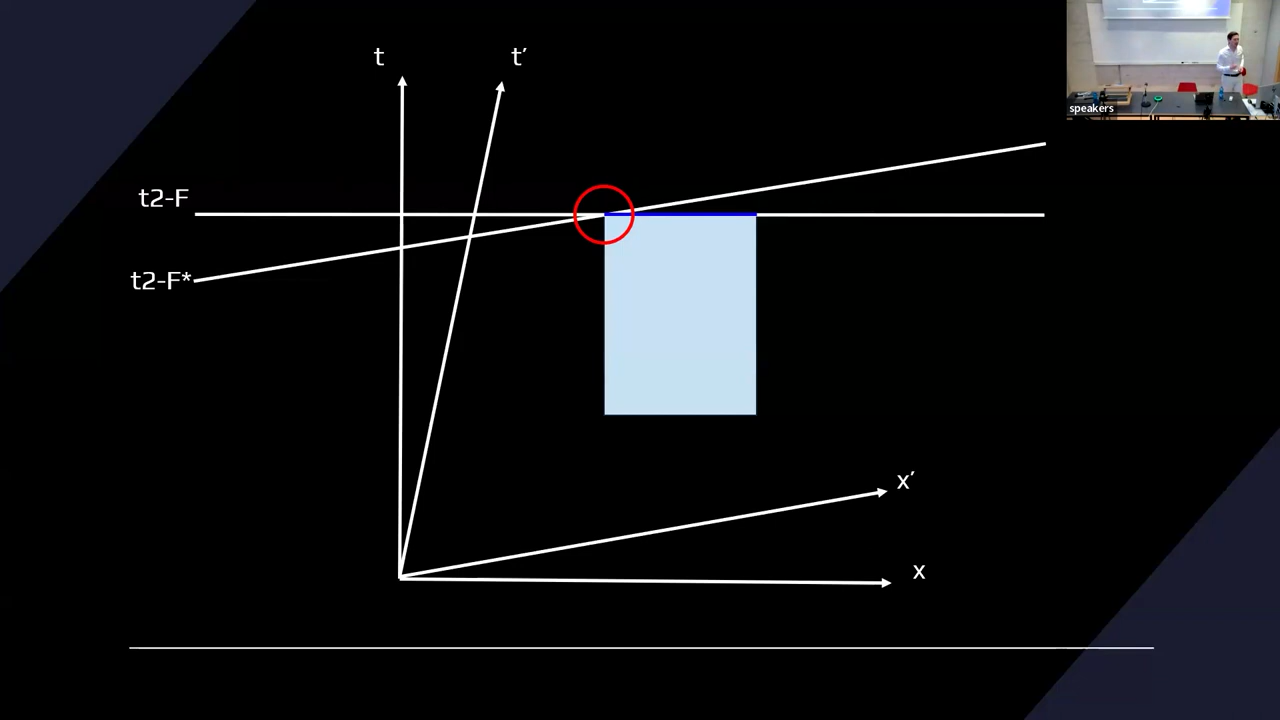 t
t′
speakers
t2-F
t2-F*
x′
x